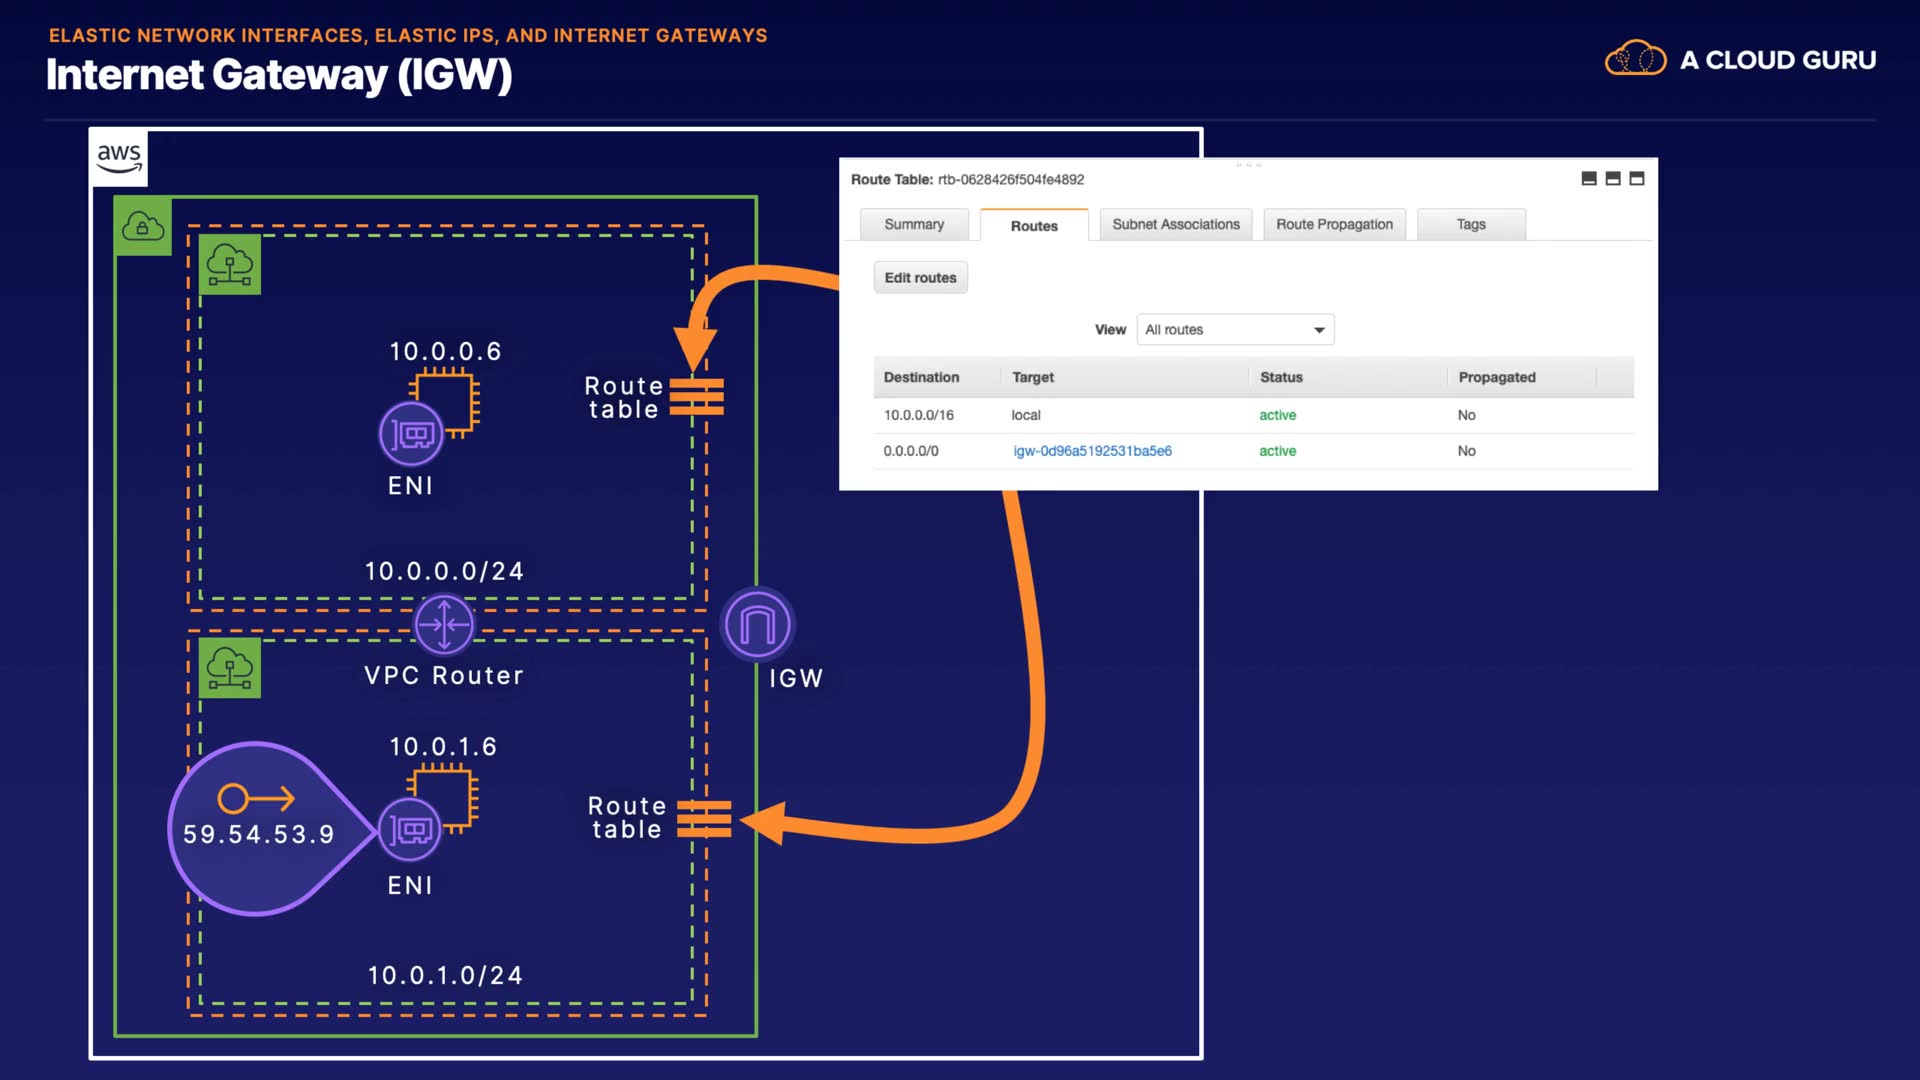 ELASTIC NETWORK INTERFACES, ELASTIC IPS, AND INTERNET GATEWAYS
Internet Gateway (IGW)
A CLOUD GURU
aws
Route Table: rtb-0628426f504fe4892
Summary
Routes
Subnet Associations
Route Propagation
Tags
Edit routes
View
All routes
Destination Target Status Propagated
10.0.0.0/16 local active No
0.0.0.0/0 igw-0d96a5192531ba5e6 active No
10.0.0.6
ENI
Route
table
10.0.0.0/24
VPC Router
IGW
10.0.1.6
59.54.53.9
ENI
Route
table
10.0.1.0/24